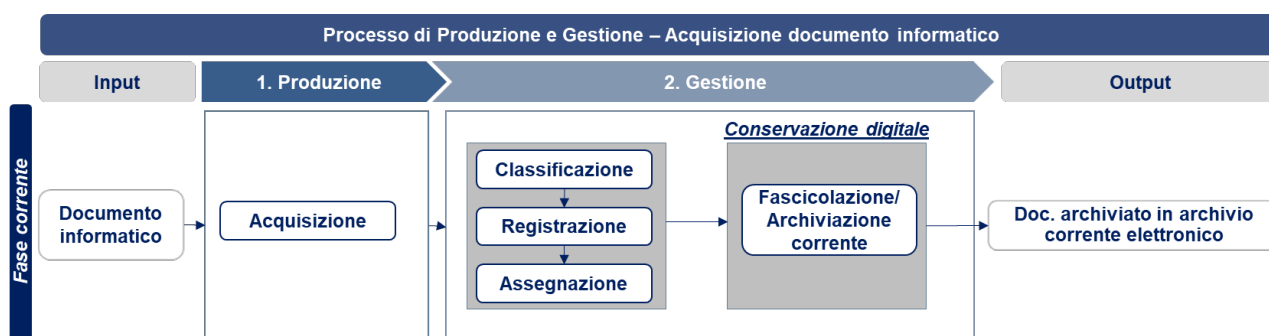 Processo di Produzione e Gestione – Acquisizione documento informatico
Input
1. Produzione
2. Gestione
Output
Fase corrente
Documento
informatico
Acquisizione
Classificazione
Registrazione
Assegnazione
Conservazione digitale
Fascicolazione/
Archiviazione
corrente
Doc. archiviato in archivio
corrente elettronico